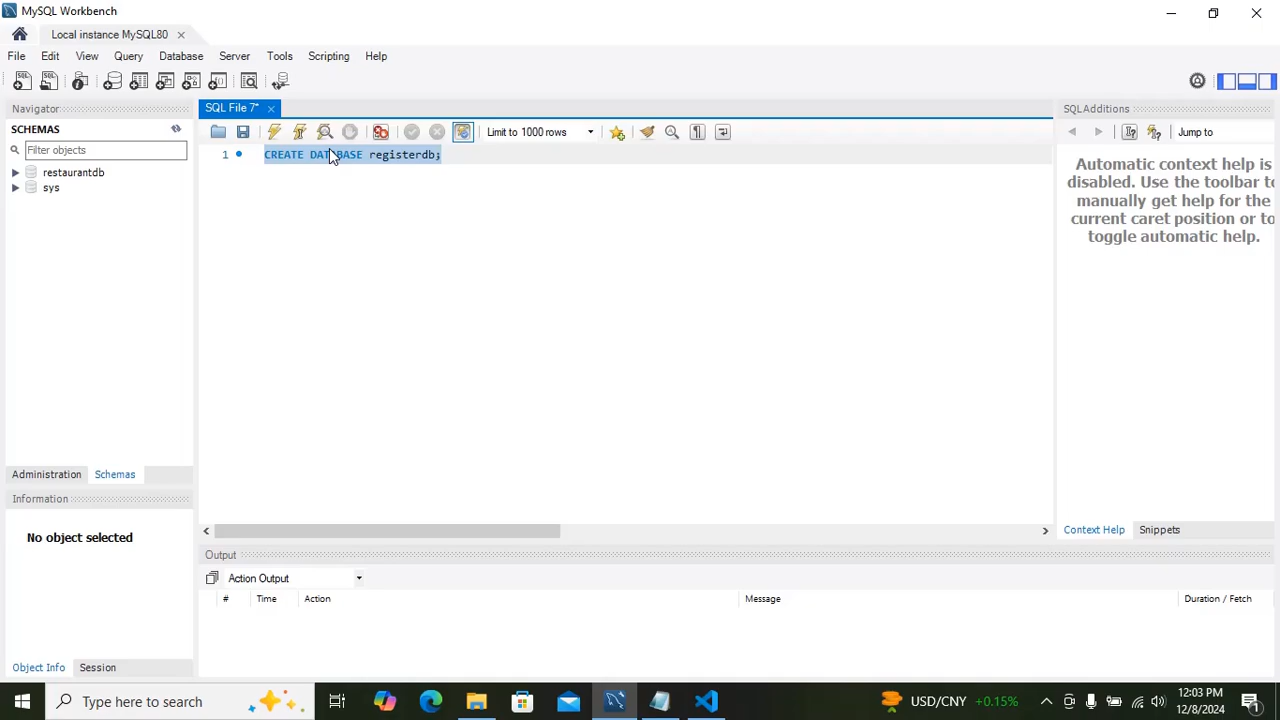 MySQL Workbench
Local instance MySQL80
File Edit View Query Database Server Tools Scripting Help
Navigator
SCHEMAS
Filter objects
restaurantdb
sys
Administration Schemas
Information
No object selected
Object Info Session
SQL File 7*
Limit to 1000 rows
1 CREATE DATABASE registerdb;
Output
Action Output
# Time Action Message Duration / Fetch
SQLAdditions
Jump to
Automatic context help is
disabled. Use the toolbar to
manually get help for the
current caret position or to
toggle automatic help.
Context Help Snippets
Type here to search
USD/CNY +0.15%
12:03 PM
12/8/2024
1